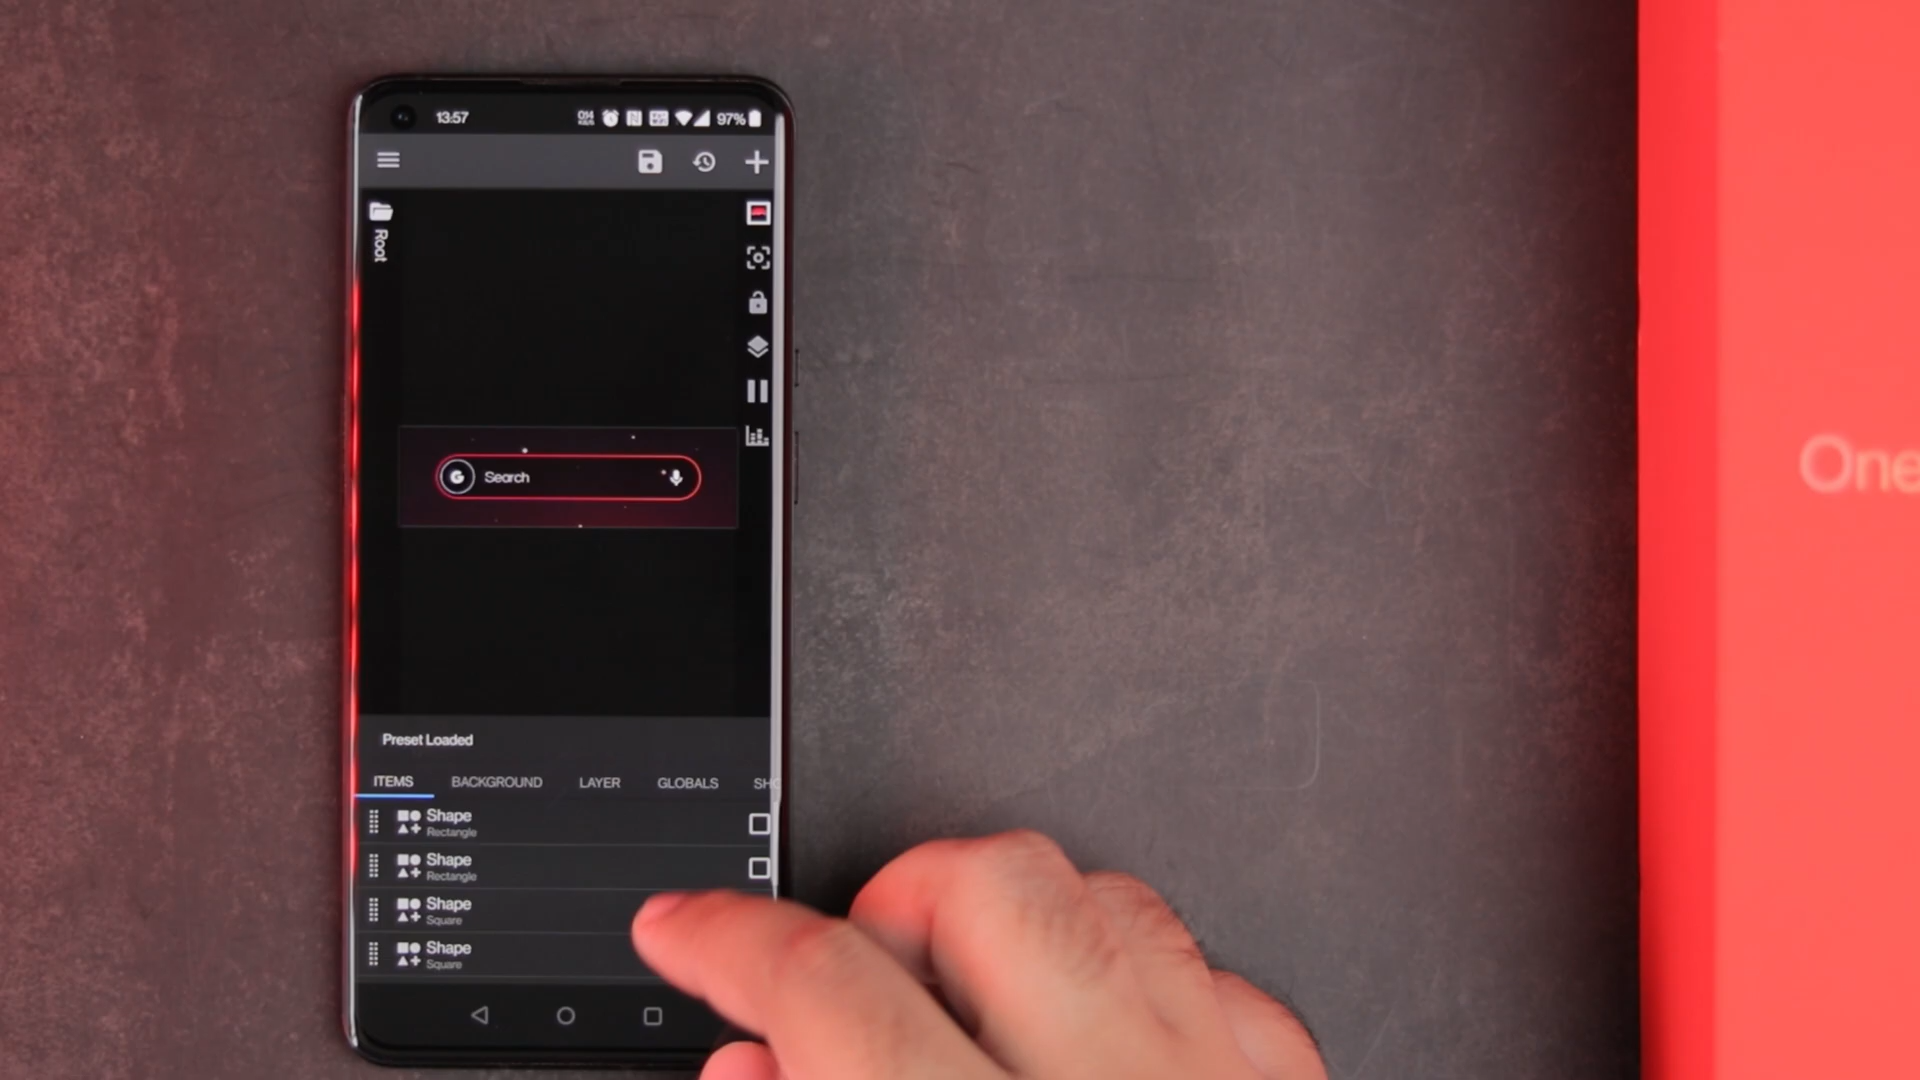 13:57
97%
Root
G Search
Preset Loaded
ITEMS BACKGROUND LAYER GLOBALS SH
Shape
Rectangle
Shape
Rectangle
Shape
Square
Shape
Square
One